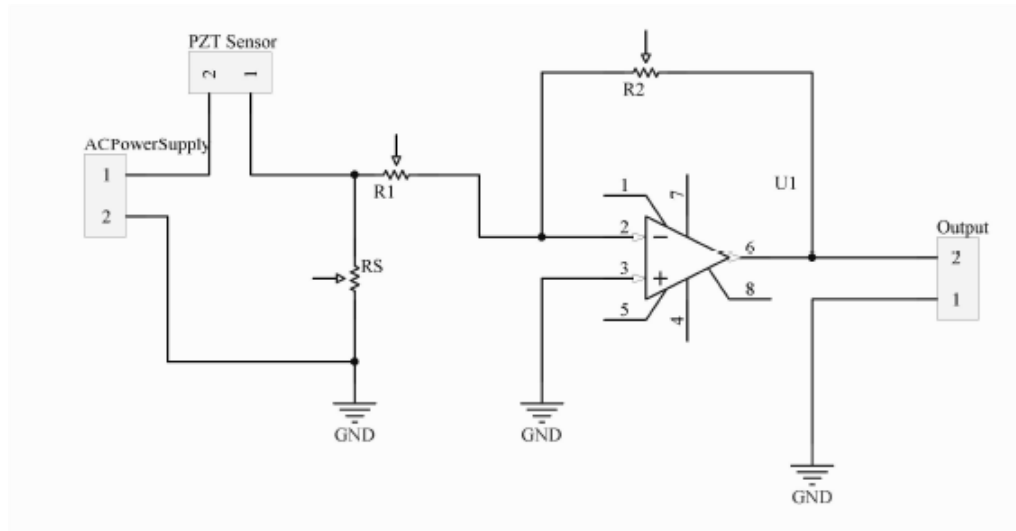 PZT Sensor
2 1
ACPowerSupply
1
2
R1
RS
GND
R2
U1
1
7
2
−
3
+
6
5
4
8
GND
Output
2
1
GND